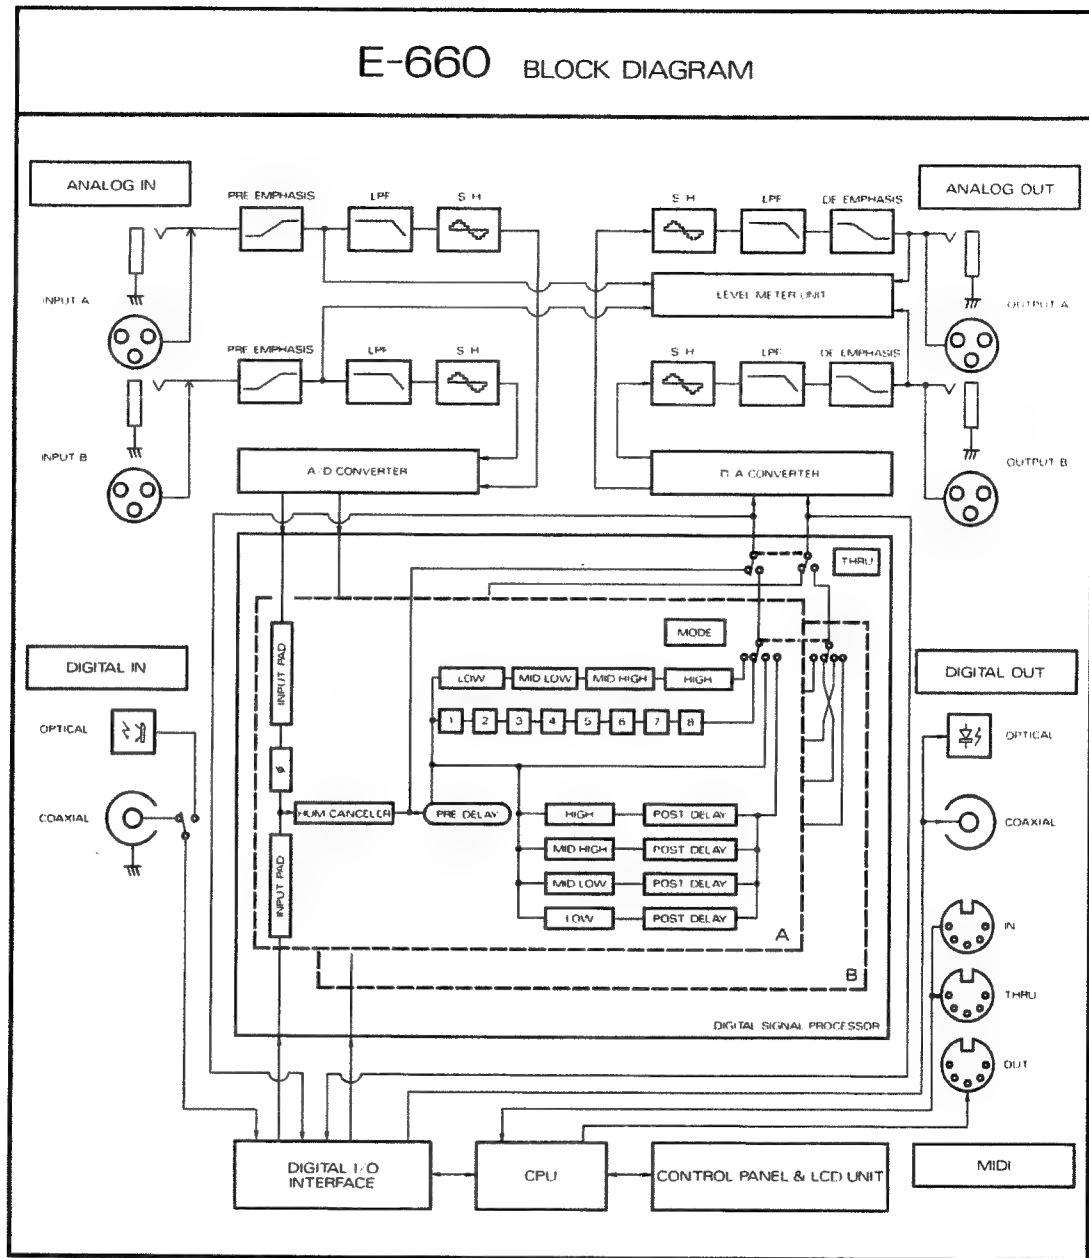 E-660 BLOCK DIAGRAM
ANALOG IN
PRE EMPHASIS
LPF
S H
S H
LPF
DE EMPHASIS
ANALOG OUT
INPUT A
LEVEL METER UNIT
OUTPUT A
PRE EMPHASIS
LPF
S H
S H
LPF
DE EMPHASIS
INPUT B
A/D CONVERTER
D A CONVERTER
OUTPUT B
THRU
MODE
DIGITAL IN
INPUT PAD
LOW
MID LOW
MID HIGH
HIGH
DIGITAL OUT
OPTICAL
1
2
3
4
5
6
7
8
OPTICAL
ø
COAXIAL
HUM CANCELER
PRE DELAY
HIGH
POST DELAY
COAXIAL
INPUT PAD
MID HIGH
POST DELAY
MID LOW
POST DELAY
LOW
POST DELAY
A
IN
B
THRU
DIGITAL SIGNAL PROCESSOR
OUT
DIGITAL I/O
INTERFACE
CPU
CONTROL PANEL & LCD UNIT
MIDI